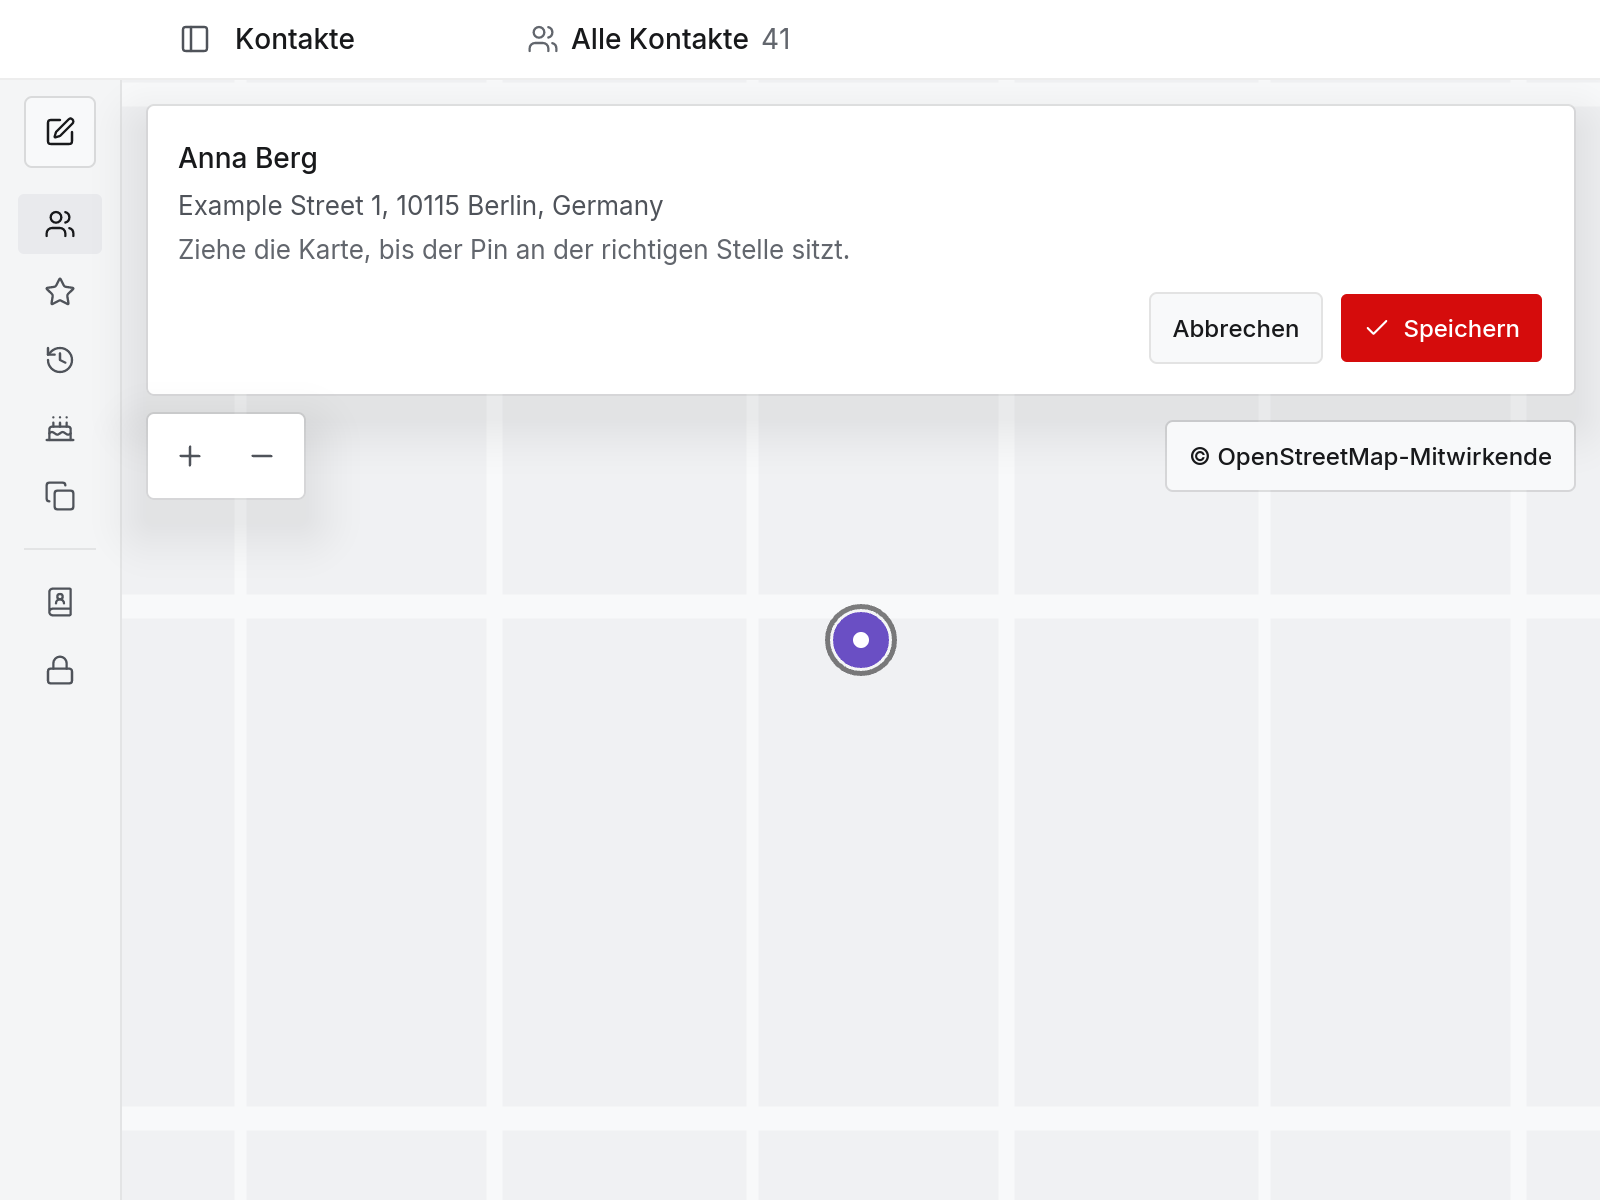 Kontakte
Alle Kontakte 41
Anna Berg
Example Street 1, 10115 Berlin, Germany
Ziehe die Karte, bis der Pin an der richtigen Stelle sitzt.
Abbrechen
Speichern
© OpenStreetMap-Mitwirkende